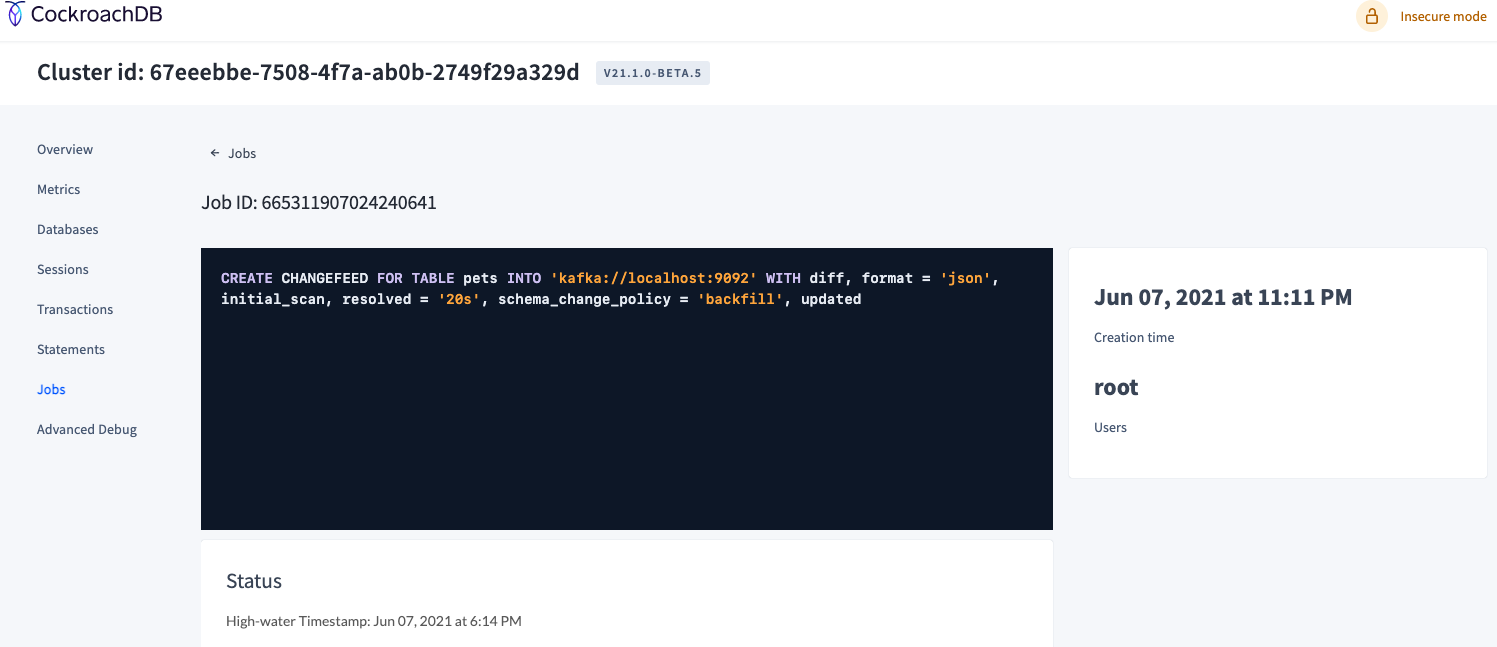 CockroachDB
Insecure mode
Cluster id: 67eeebbe-7508-4f7a-ab0b-2749f29a329d
V21.1.0-BETA.5
Overview
Metrics
Databases
Sessions
Transactions
Statements
Jobs
Advanced Debug
← Jobs
Job ID: 665311907024240641
CREATE CHANGEFEED FOR TABLE pets INTO 'kafka://localhost:9092' WITH diff, format = 'json',
initial_scan, resolved = '20s', schema_change_policy = 'backfill', updated
Jun 07, 2021 at 11:11 PM
Creation time
root
Users
Status
High-water Timestamp: Jun 07, 2021 at 6:14 PM